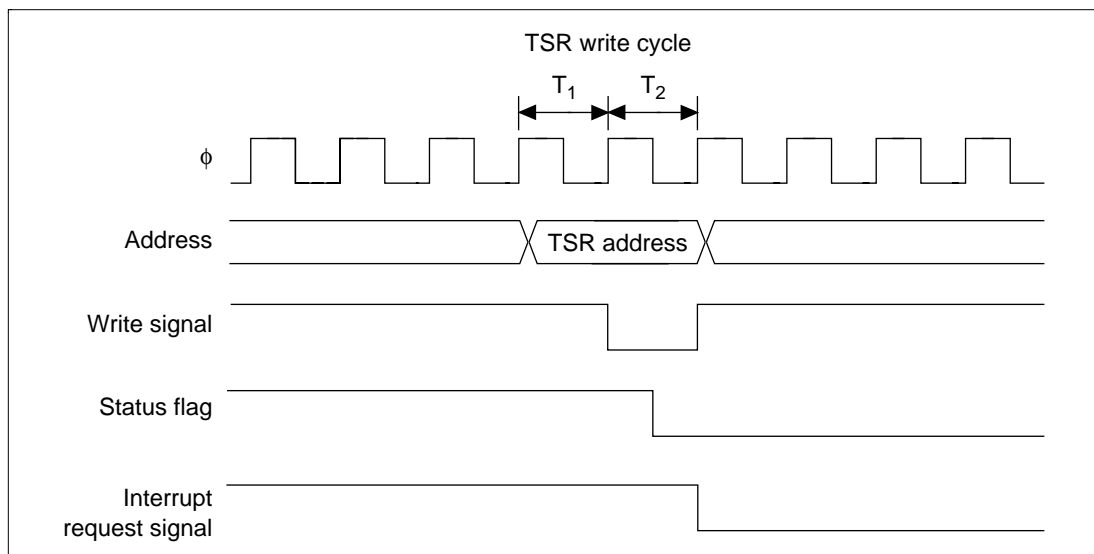 TSR write cycle
T1 T2
ϕ
Address TSR address
Write signal
Status flag
Interrupt
request signal